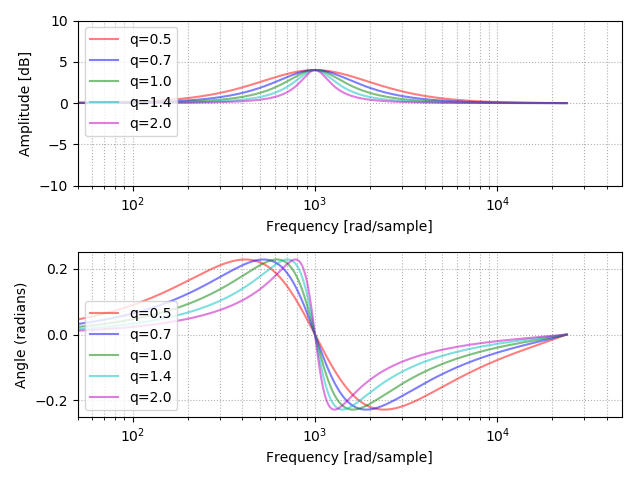 Amplitude [dB]
10
5
0
−5
−10
q=0.5
q=0.7
q=1.0
q=1.4
q=2.0
10²
10³
10⁴
Frequency [rad/sample]
Angle (radians)
0.2
0.0
−0.2
q=0.5
q=0.7
q=1.0
q=1.4
q=2.0
10²
10³
10⁴
Frequency [rad/sample]